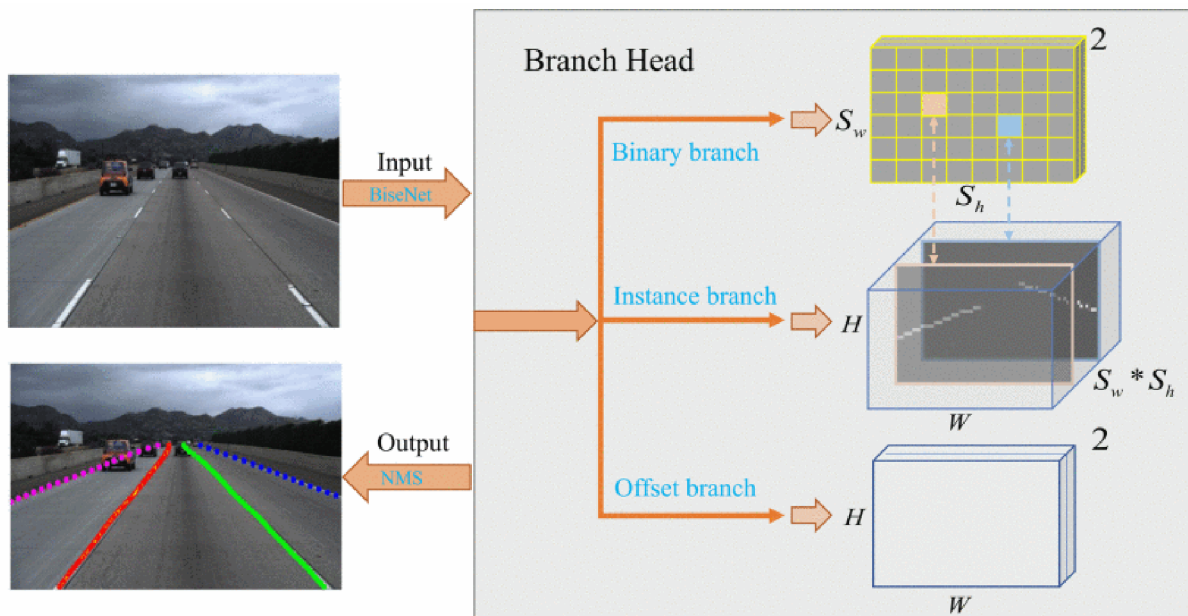 Branch Head
Input
BiseNet
Output
NMS
Binary branch
Instance branch
Offset branch
2
S_w
S_h
H
W
S_w * S_h
2
H
W